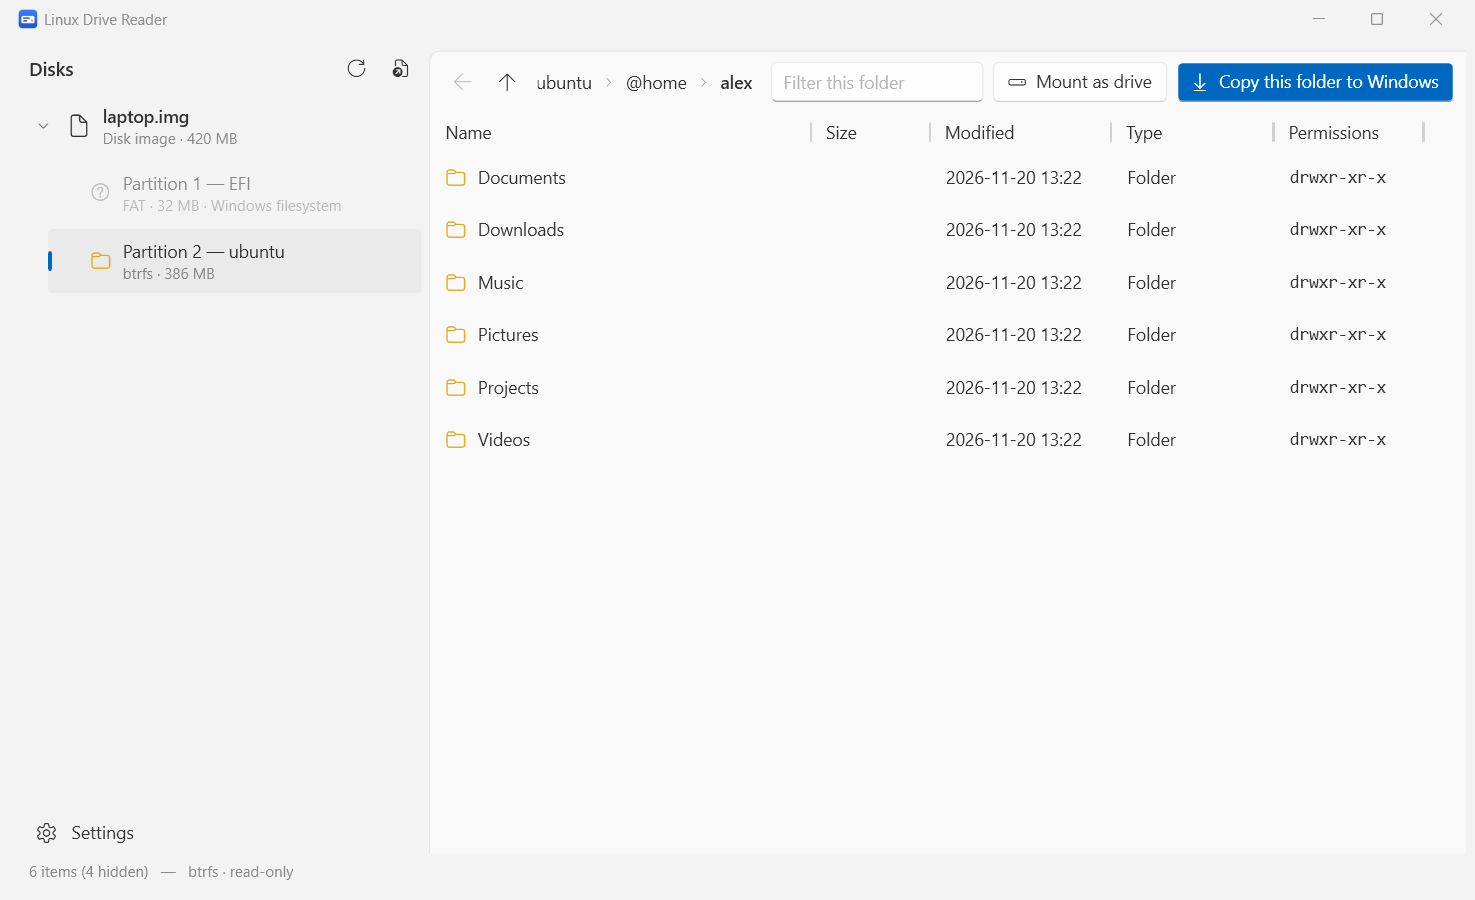 Linux Drive Reader
Disks
laptop.img
Disk image · 420 MB
Partition 1 — EFI
FAT · 32 MB · Windows filesystem
Partition 2 — ubuntu
btrfs · 386 MB
Settings
6 items (4 hidden) — btrfs · read-only
ubuntu > @home > alex Filter this folder Mount as drive Copy this folder to Windows
Name Size Modified Type Permissions
Documents 2026-11-20 13:22 Folder drwxr-xr-x
Downloads 2026-11-20 13:22 Folder drwxr-xr-x
Music 2026-11-20 13:22 Folder drwxr-xr-x
Pictures 2026-11-20 13:22 Folder drwxr-xr-x
Projects 2026-11-20 13:22 Folder drwxr-xr-x
Videos 2026-11-20 13:22 Folder drwxr-xr-x